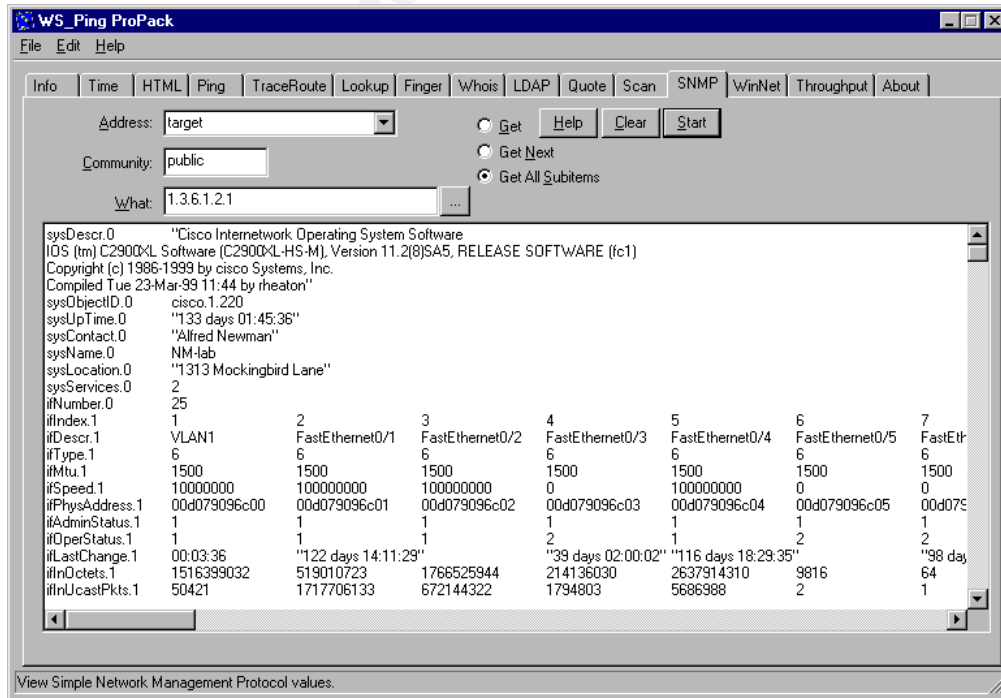 WS_Ping ProPack
File Edit Help
Info Time HTML Ping TraceRoute Lookup Finger Whois LDAP Quote Scan SNMP WinNet Throughput About
Address: target Get Help Clear Start
Community: public Get Next
Get All Subitems
What: 1.3.6.1.2.1 ...
sysDescr.0 "Cisco Internetwork Operating System Software
IOS (tm) C2900XL Software (C2900XL-HS-M), Version 11.2(8)SA5, RELEASE SOFTWARE (fc1)
Copyright (c) 1986-1999 by cisco Systems, Inc.
Compiled Tue 23-Mar-99 11:44 by rheaton"
sysObjectID.0 cisco.1.220
sysUpTime.0 "133 days 01:45:36"
sysContact.0 "Alfred Newman"
sysName.0 NM-lab
sysLocation.0 "1313 Mockingbird Lane"
sysServices.0 2
ifNumber.0 25
ifIndex.1 1 2 3 4 5 6 7
ifDescr.1 VLAN1 FastEthernet0/1 FastEthernet0/2 FastEthernet0/3 FastEthernet0/4 FastEthernet0/5 FastEth
ifType.1 6 6 6 6 6 6 6
ifMtu.1 1500 1500 1500 1500 1500 1500 1500
ifSpeed.1 10000000 100000000 100000000 0 100000000 0 0
ifPhysAddress.1 00d079096c00 00d079096c01 00d079096c02 00d079096c03 00d079096c04 00d079096c05 00d079
ifAdminStatus.1 1 1 1 1 1 1 1
ifOperStatus.1 1 1 1 2 1 2 2
ifLastChange.1 00:03:36 "122 days 14:11:29" "39 days 02:00:02" "116 days 18:29:35" "98 day
ifInOctets.1 1516399032 519010723 1766525944 214136030 2637914310 9816 64
ifInUcastPkts.1 50421 1717706133 672144322 1794803 5686988 2 1
View Simple Network Management Protocol values.